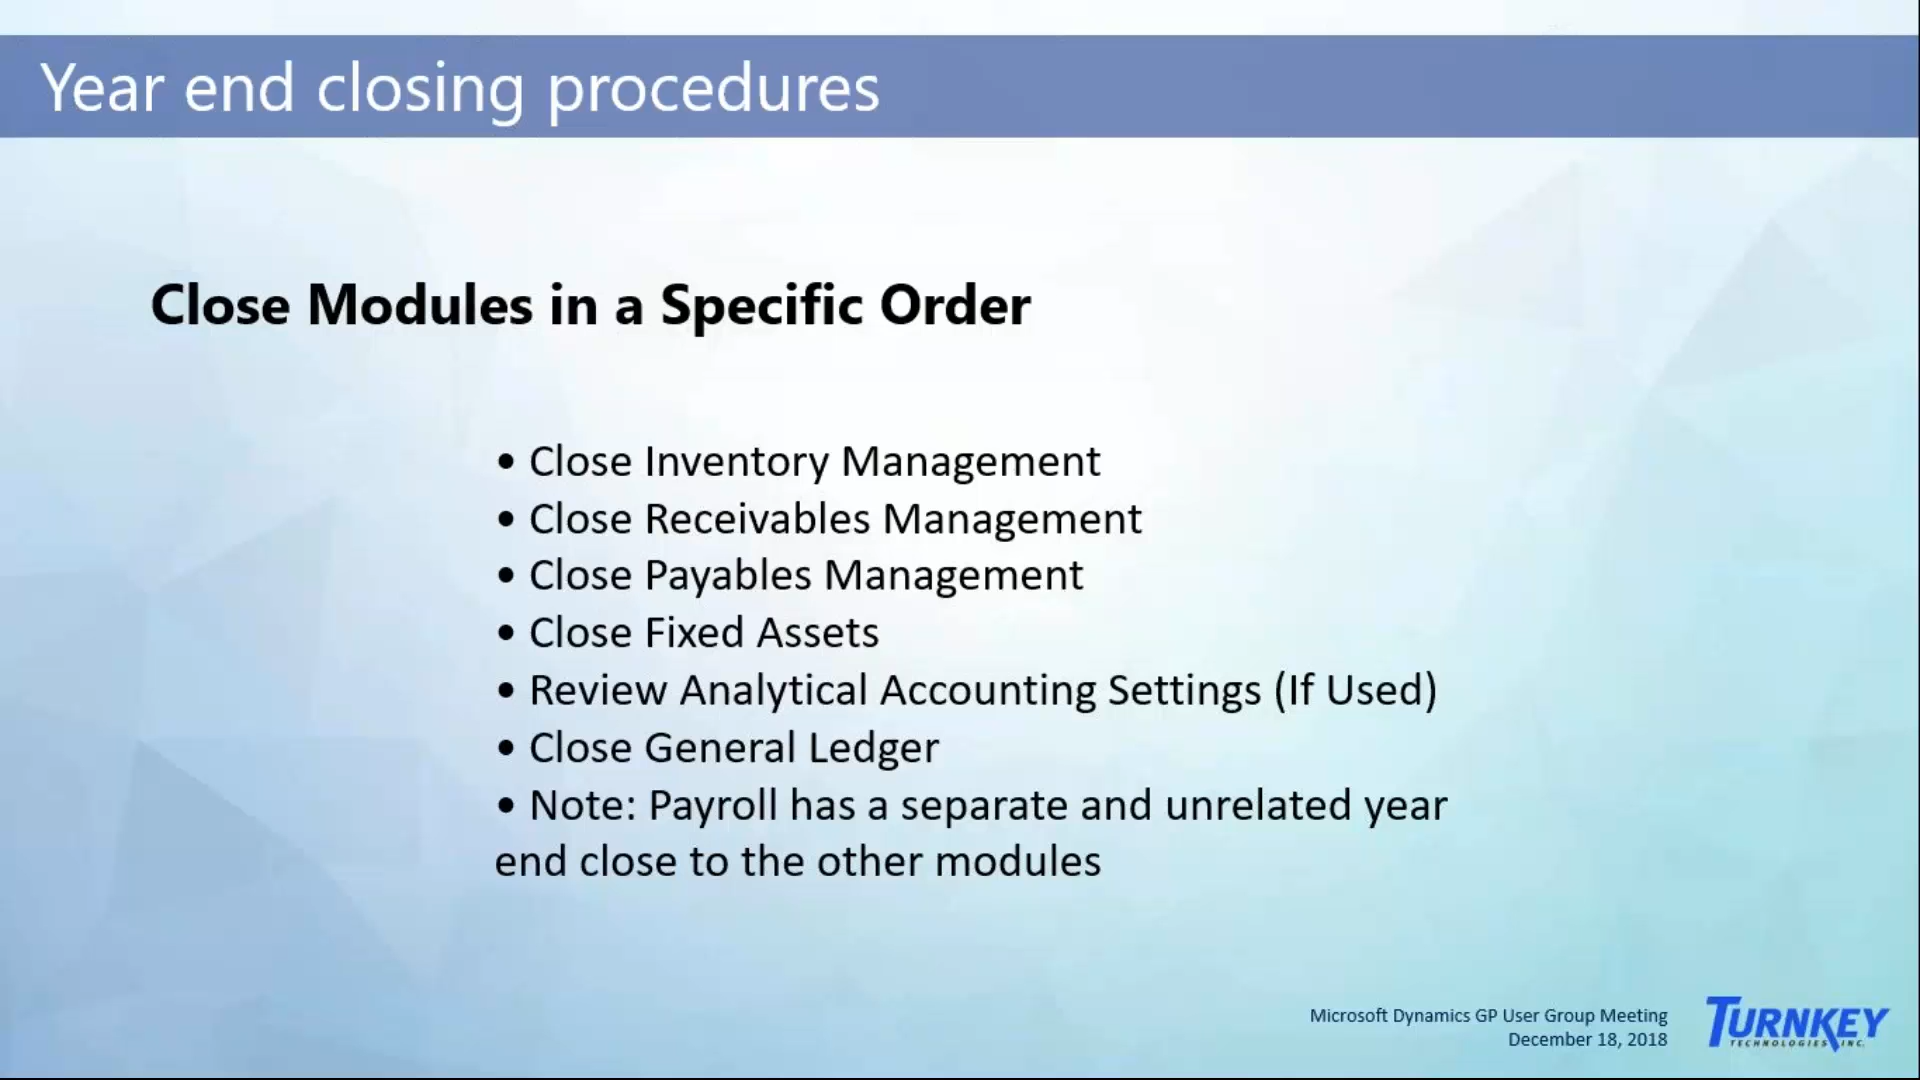 Year end closing procedures
Close Modules in a Specific Order
• Close Inventory Management
• Close Receivables Management
• Close Payables Management
• Close Fixed Assets
• Review Analytical Accounting Settings (If Used)
• Close General Ledger
• Note: Payroll has a separate and unrelated year
end close to the other modules
Microsoft Dynamics GP User Group Meeting
December 18, 2018
TURNKEY
TECHNOLOGIES, INC.